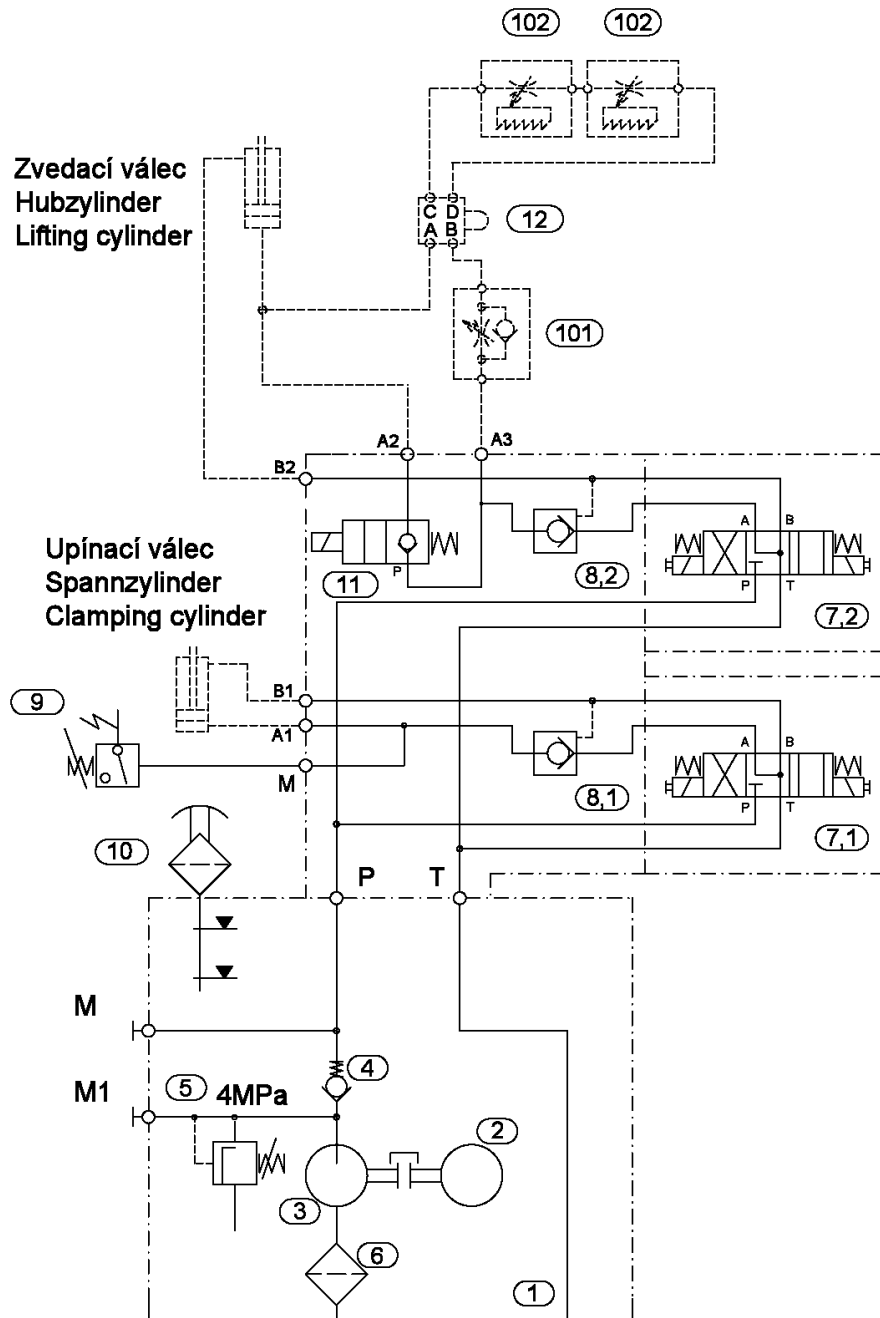 102
102
Zvedací válec
Hubzylinder
Lifting cylinder
C D
A B
12
101
A2
A3
B2
A
B
11
P
8,2
P
T
7,2
Upínací válec
Spannzylinder
Clamping cylinder
9
B1
A1
A
B
M
8,1
P
T
7,1
10
P
T
M
4
M1
5
4MPa
2
3
6
1